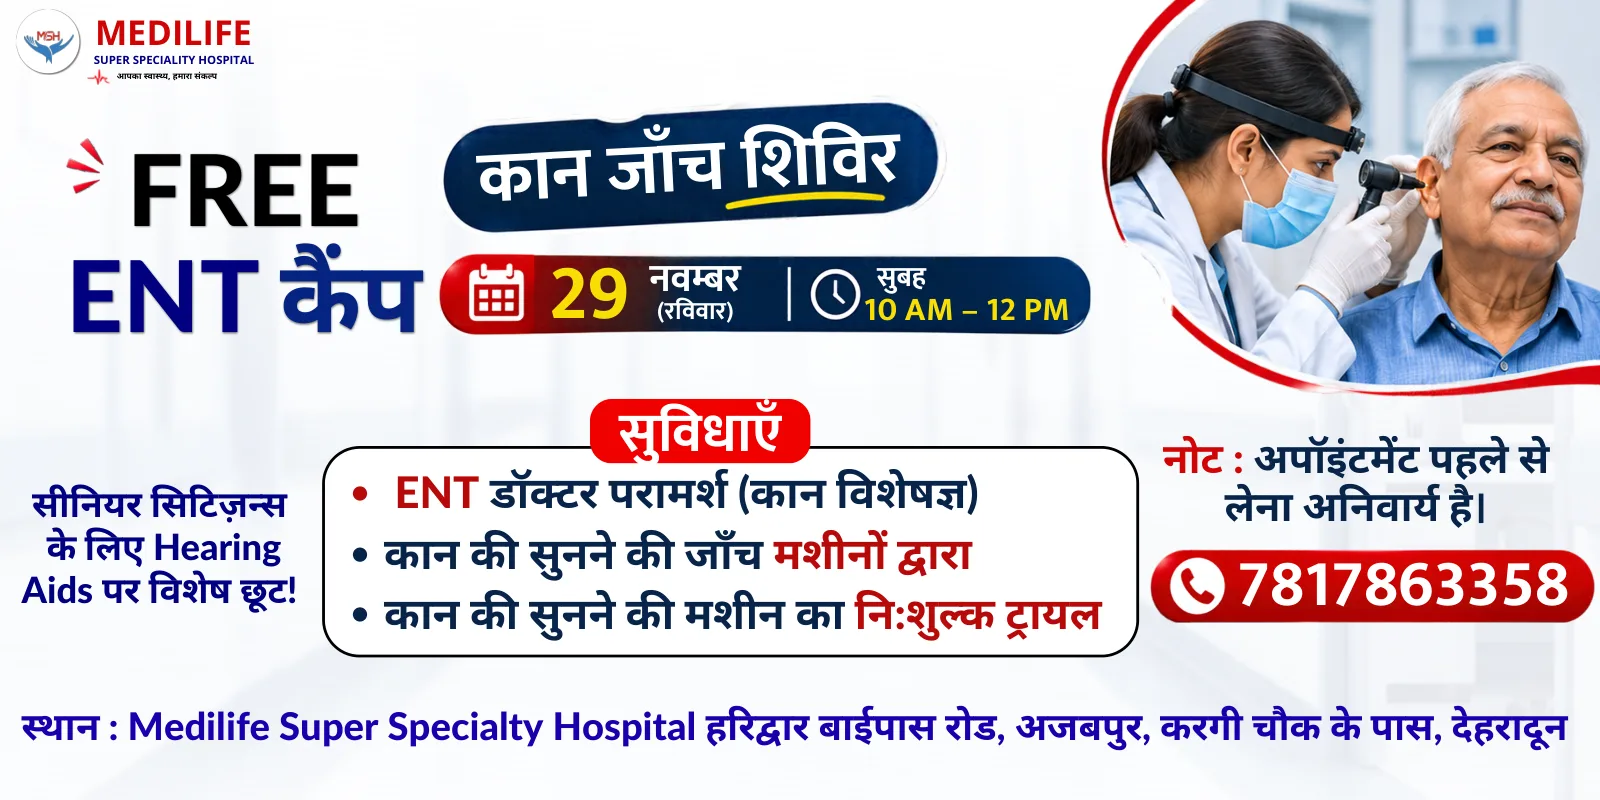 MSH
MEDILIFE
SUPER SPECIALITY HOSPITAL
आपका स्वास्थ्य, हमारा संकल्प
FREE
ENT कैंप
कान जाँच शिविर
29 नवम्बर
(रविवार)
सुबह
10 AM – 12 PM
सुविधाएँ
• ENT डॉक्टर परामर्श (कान विशेषज्ञ)
• कान की सुनने की जाँच मशीनों द्वारा
• कान की सुनने की मशीन का नि:शुल्क ट्रायल
सीनियर सिटिज़न्स
के लिए Hearing
Aids पर विशेष छूट!
नोट : अपॉइंटमेंट पहले से
लेना अनिवार्य है।
7817863358
स्थान : Medilife Super Specialty Hospital हरिद्वार बाईपास रोड, अजबपुर, करगी चौक के पास, देहरादून